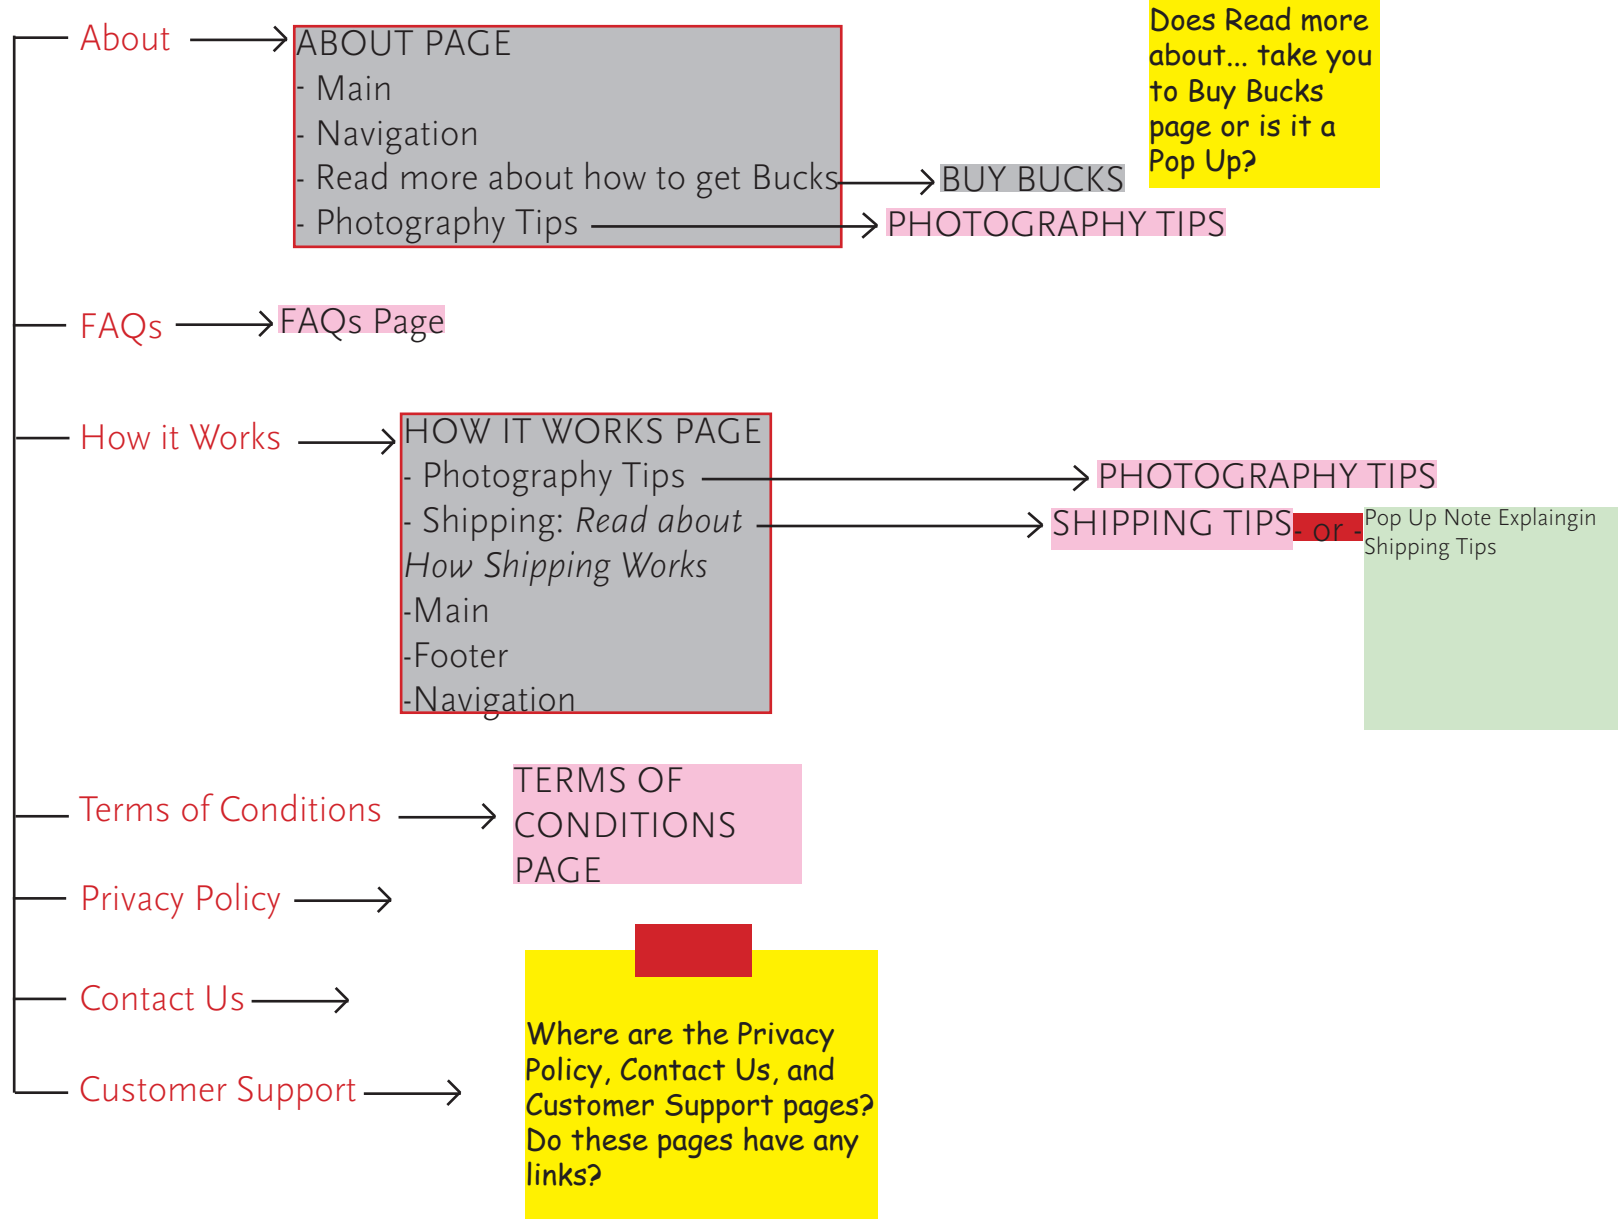 About
ABOUT PAGE
- Main
- Navigation
- Read more about how to get Bucks
- Photography Tips
BUY BUCKS
PHOTOGRAPHY TIPS
Does Read more
about... take you
to Buy Bucks
page or is it a
Pop Up?
FAQs
FAQs Page
How it Works
HOW IT WORKS PAGE
- Photography Tips
- Shipping: Read about
How Shipping Works
-Main
-Footer
-Navigation
PHOTOGRAPHY TIPS
SHIPPING TIPS
- or -
Pop Up Note Explaingin
Shipping Tips
Terms of Conditions
TERMS OF
CONDITIONS
PAGE
Privacy Policy
Contact Us
Customer Support
Where are the Privacy
Policy, Contact Us, and
Customer Support pages?
Do these pages have any
links?